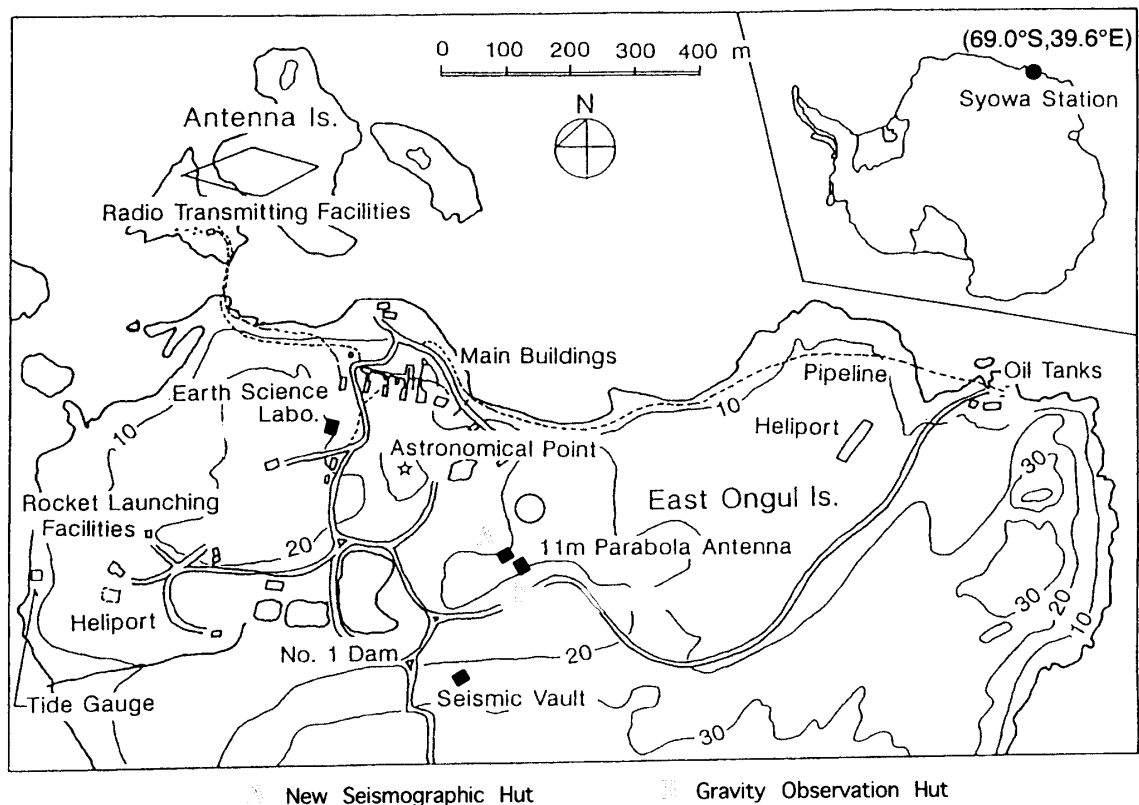 0 100 200 300 400 m
(69.0°S,39.6°E)
Syowa Station
N
Antenna Is.
Radio Transmitting Facilities
Main Buildings
Pipeline
Oil Tanks
Earth Science
Labo.
10
10
Heliport
Astronomical Point
30
Rocket Launching
Facilities
East Ongul Is.
20
11m Parabola Antenna
Heliport
30
20
10
No. 1 Dam
20
Tide Gauge
Seismic Vault
30
New Seismographic Hut
Gravity Observation Hut